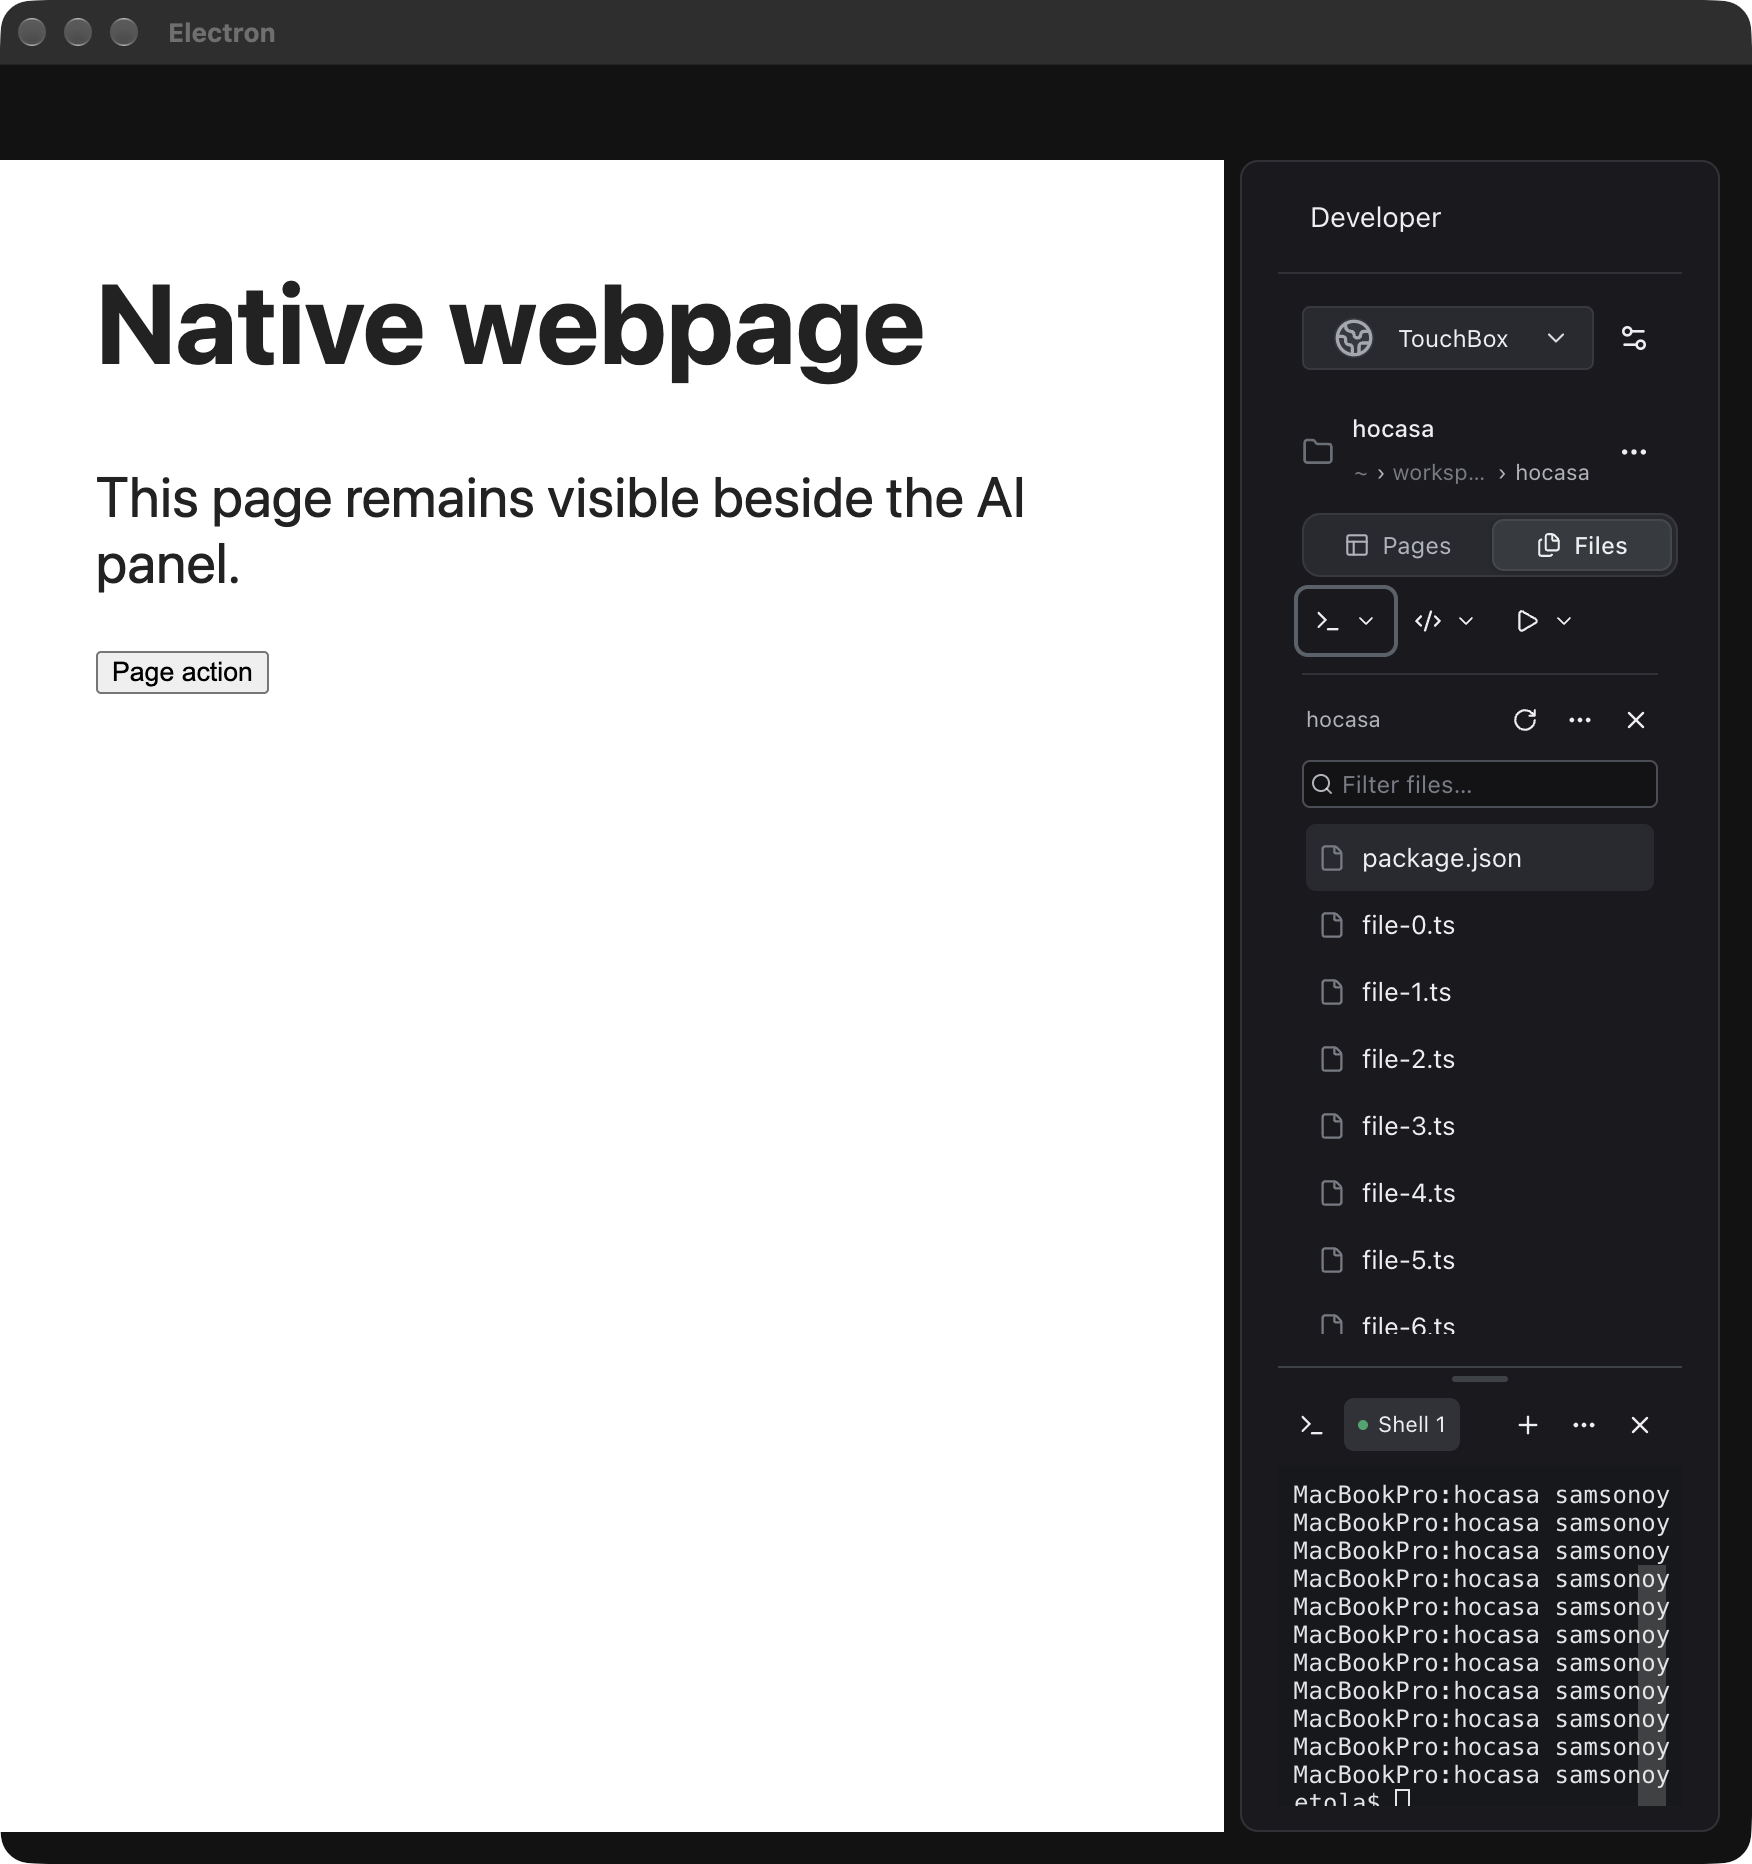 Electron
Native webpage
This page remains visible beside the AI
panel.
Page action
Developer
TouchBox
hocasa
~ › worksp... › hocasa
Pages
Files
hocasa
Filter files...
package.json
file-0.ts
file-1.ts
file-2.ts
file-3.ts
file-4.ts
file-5.ts
file-6.ts
>_ Shell 1
MacBookPro:hocasa samsonoy
MacBookPro:hocasa samsonoy
MacBookPro:hocasa samsonoy
MacBookPro:hocasa samsonoy
MacBookPro:hocasa samsonoy
MacBookPro:hocasa samsonoy
MacBookPro:hocasa samsonoy
MacBookPro:hocasa samsonoy
MacBookPro:hocasa samsonoy
MacBookPro:hocasa samsonoy
MacBookPro:hocasa samsonoy
etola$